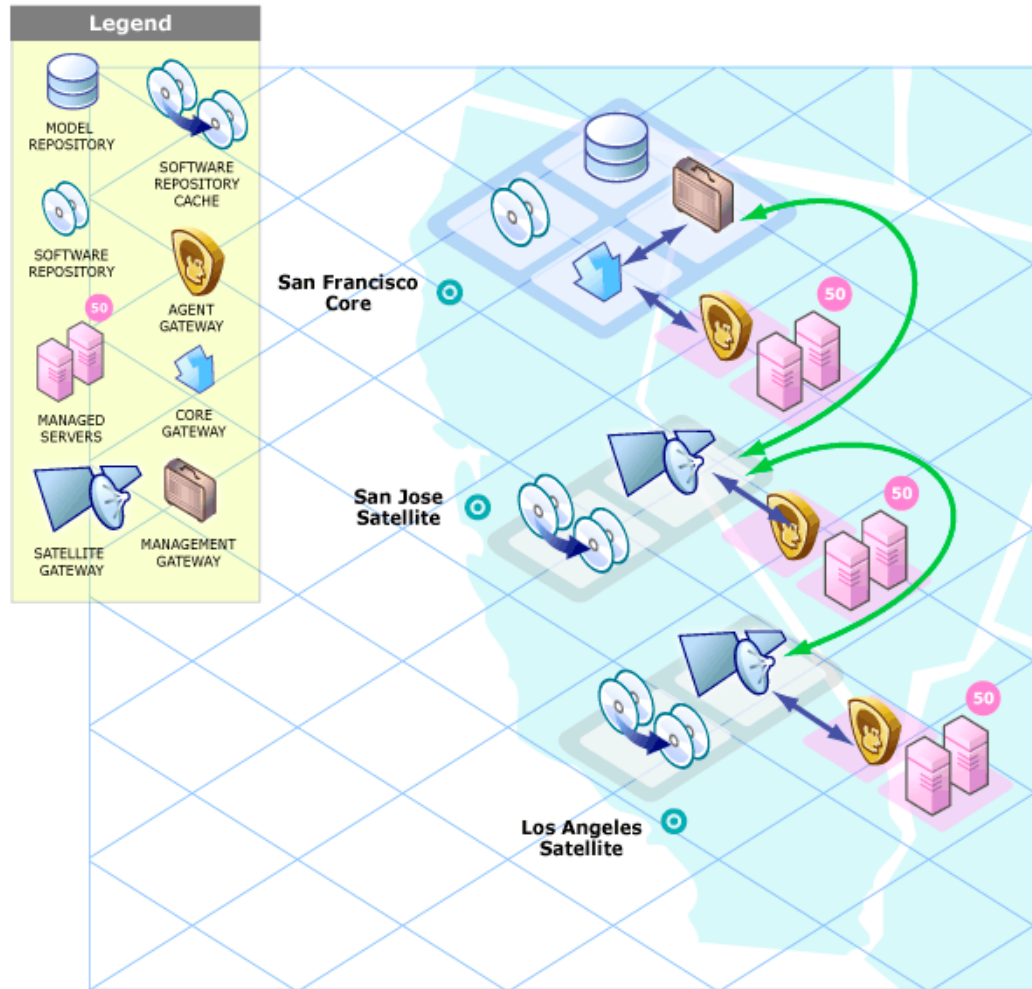 Legend
MODEL
REPOSITORY
SOFTWARE
REPOSITORY
CACHE
SOFTWARE
REPOSITORY
AGENT
GATEWAY
50
MANAGED
SERVERS
CORE
GATEWAY
SATELLITE
GATEWAY
MANAGEMENT
GATEWAY
San Francisco
Core
50
San Jose
Satellite
50
Los Angeles
Satellite
50